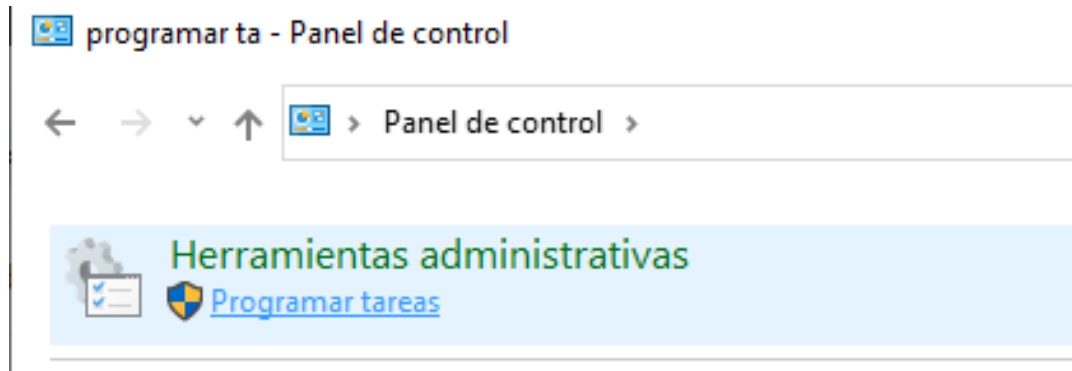 programar ta - Panel de control
Panel de control
Herramientas administrativas
Programar tareas